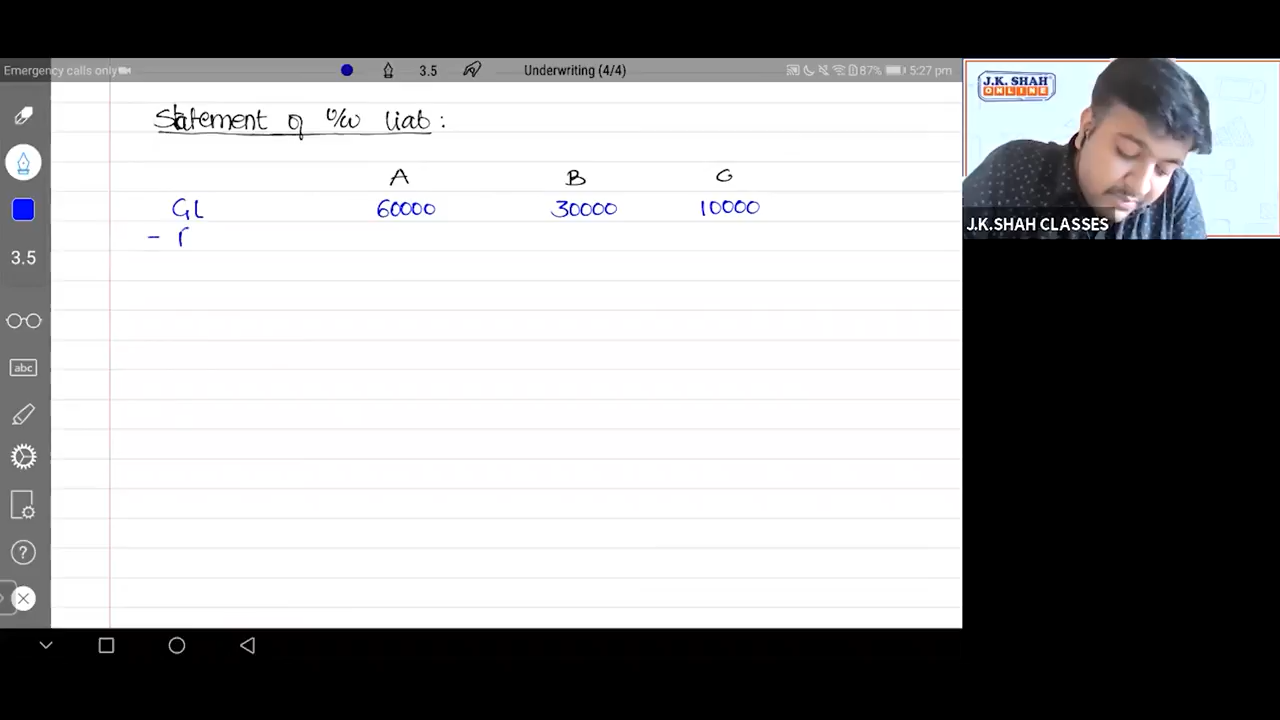 Emergency calls only 3.5 Underwriting (4/4) 87% 5:27 pm
J.K. SHAH
ONLINE
Statement of U/W Liab :
A B C
GL 60000 30000 10000
-
3.5
abc
J.K.SHAH CLASSES